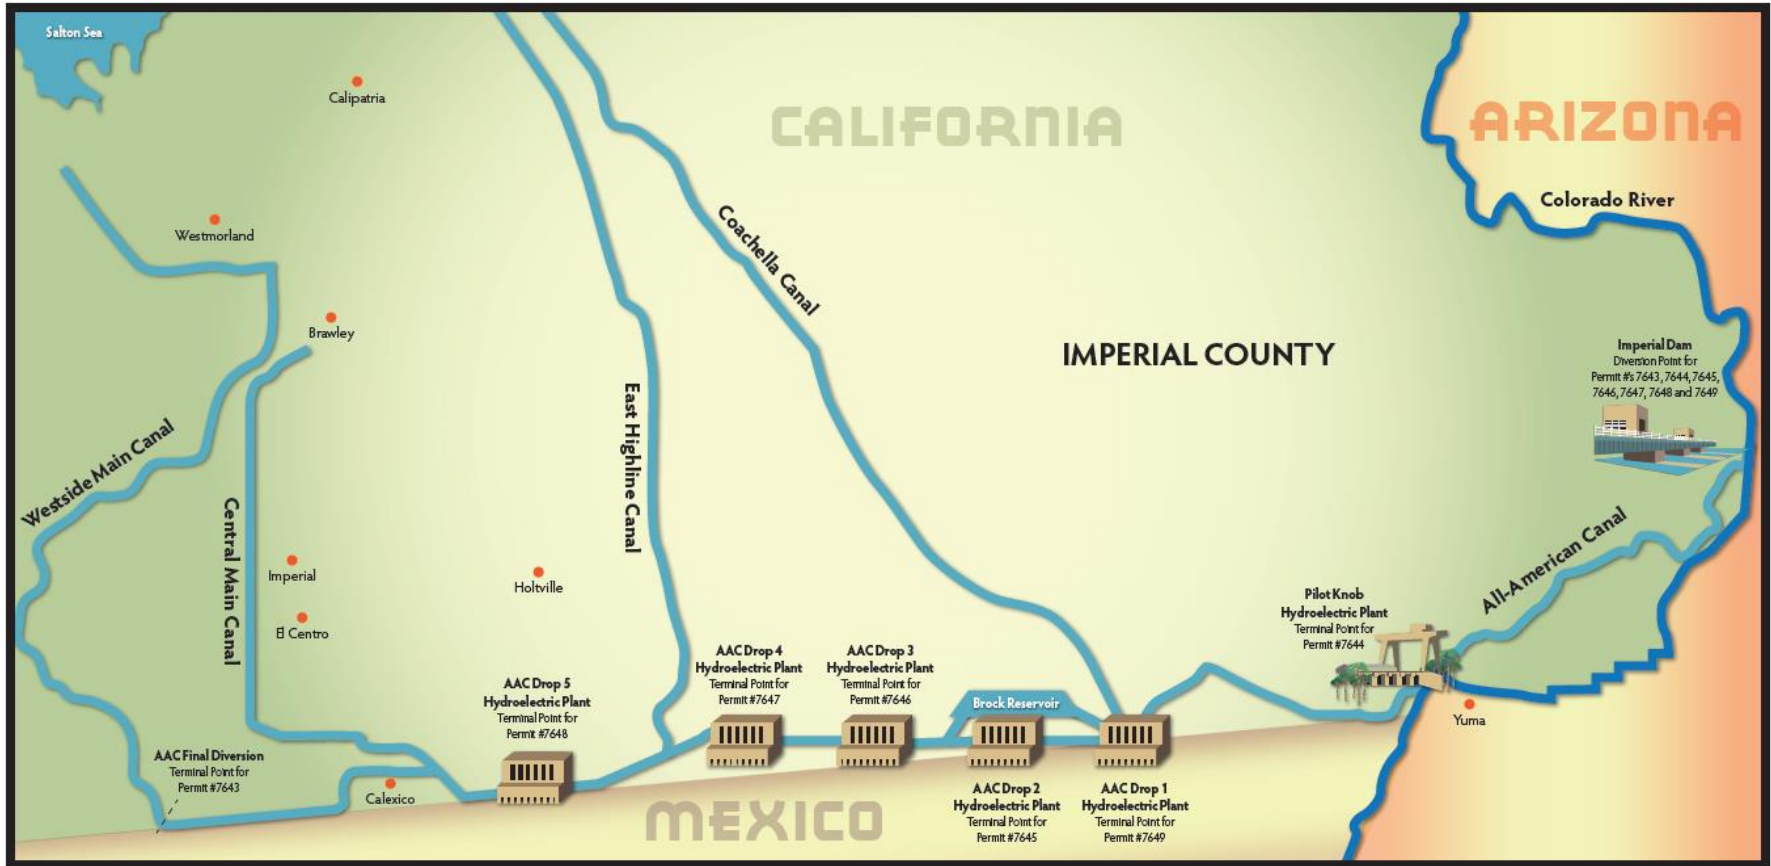 Salton Sea
Calipatria
CALIFORNIA
ARIZONA
Colorado River
Westmorland
Coachella Canal
Brawley
IMPERIAL COUNTY
Imperial Dam
Diversion Point for
Permit #'s 7643, 7644, 7645,
7646, 7647, 7648 and 7649
Westside Main Canal
Central Main Canal
East Highline Canal
All-American Canal
Imperial
Holtville
El Centro
Pilot Knob
Hydroelectric Plant
Terminal Point for
Permit #7644
AAC Drop 5
Hydroelectric Plant
Terminal Point for
Permit #7648
AAC Drop 4
Hydroelectric Plant
Terminal Point for
Permit #7647
AAC Drop 3
Hydroelectric Plant
Terminal Point for
Permit #7646
Brock Reservoir
Yuma
AAC Final Diversion
Terminal Point for
Permit #7643
Calexico
MEXICO
AAC Drop 2
Hydroelectric Plant
Terminal Point for
Permit #7645
AAC Drop 1
Hydroelectric Plant
Terminal Point for
Permit #7649